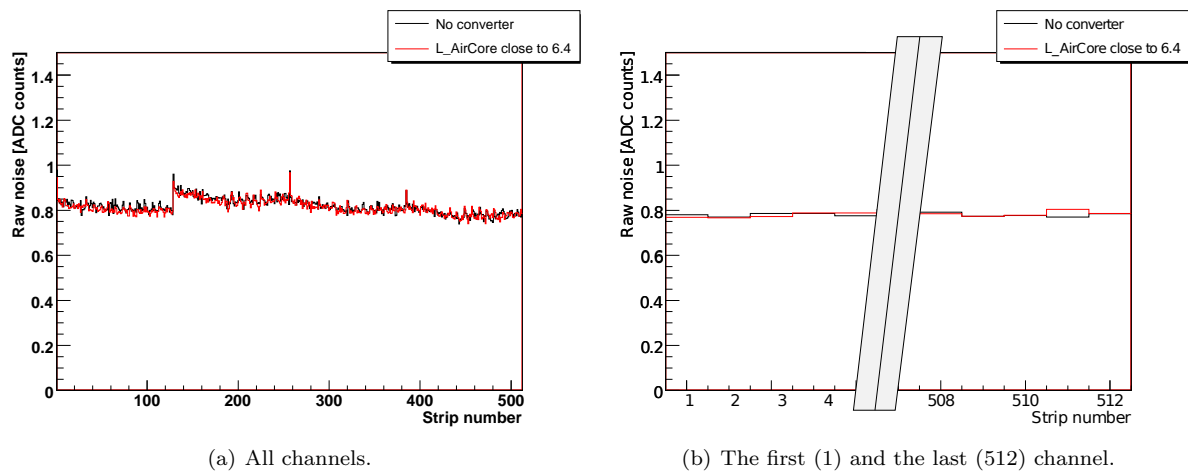 No converter
L_AirCore close to 6.4
Raw noise [ADC counts]
1.4
1.2
1
0.8
0.6
0.4
0.2
0
100 200 300 400 500
Strip number
(a) All channels.
No converter
L_AirCore close to 6.4
Raw noise [ADC counts]
1.4
1.2
1
0.8
0.6
0.4
0.2
0
1 2 3 4 508 510 512
Strip number
(b) The first (1) and the last (512) channel.